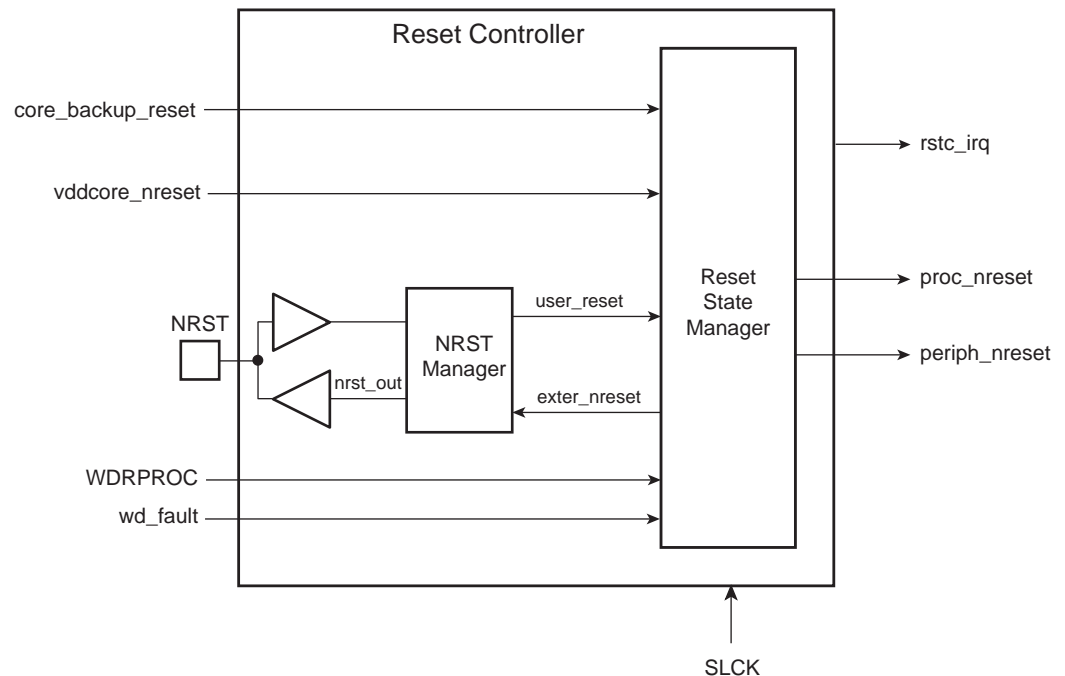 Reset Controller
core_backup_reset
rstc_irq
vddcore_nreset
Reset
State
Manager
proc_nreset
user_reset
NRST
NRST
Manager
periph_nreset
nrst_out
exter_nreset
WDRPROC
wd_fault
SLCK